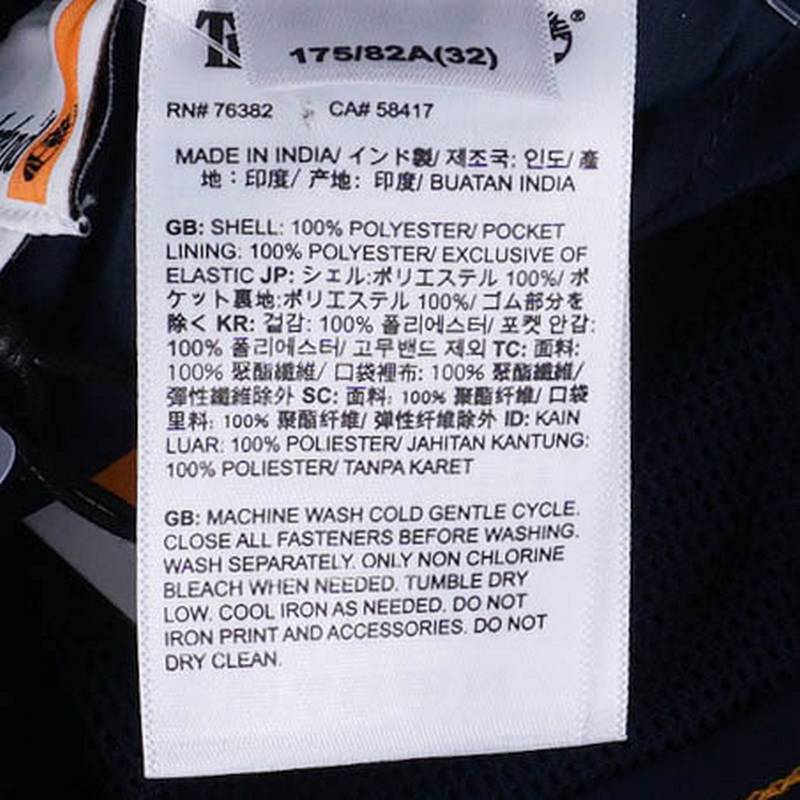 175/82A(32)
®
RN# 76382 CA# 58417
MADE IN INDIA/ インド製/ 제조국: 인도/ 產
地：印度/ 产地: 印度/ BUATAN INDIA
GB: SHELL: 100% POLYESTER/ POCKET
LINING: 100% POLYESTER/ EXCLUSIVE OF
ELASTIC JP: シェル:ポリエステル 100%/ ポ
ケット裏地:ポリエステル 100%/ ゴム部分を
除く KR: 겉감: 100% 폴리에스터/ 포켓 안감:
100% 폴리에스터/ 고무밴드 제외 TC: 面料:
100% 聚酯纖維/ 口袋裡布: 100% 聚酯纖維/
彈性纖維除外 SC: 面料: 100% 聚酯纤维/ 口袋
里料: 100% 聚酯纤维/ 弹性纤维除外 ID: KAIN
LUAR: 100% POLIESTER/ JAHITAN KANTUNG:
100% POLIESTER/ TANPA KARET
GB: MACHINE WASH COLD GENTLE CYCLE.
CLOSE ALL FASTENERS BEFORE WASHING.
WASH SEPARATELY. ONLY NON CHLORINE
BLEACH WHEN NEEDED. TUMBLE DRY
LOW. COOL IRON AS NEEDED. DO NOT
IRON PRINT AND ACCESSORIES. DO NOT
DRY CLEAN.